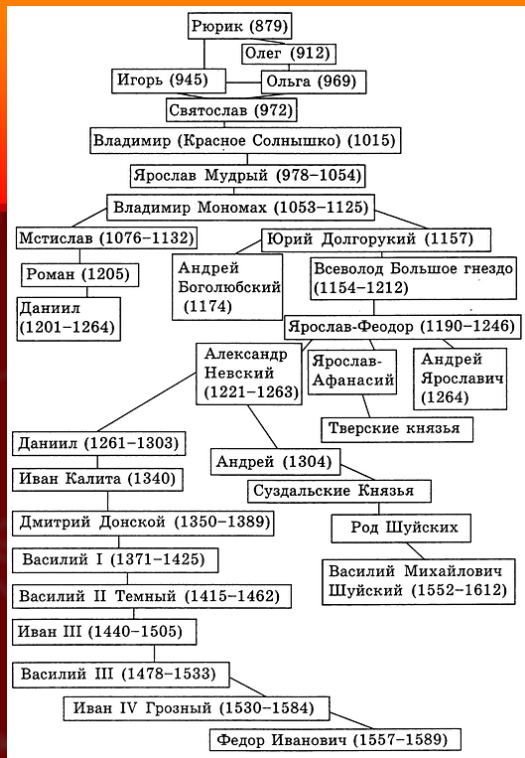 Рюрик (879)
Олег (912)
Игорь (945)
Ольга (969)
Святослав (972)
Владимир (Красное Солнышко) (1015)
Ярослав Мудрый (978–1054)
Владимир Мономах (1053–1125)
Мстислав (1076–1132)
Юрий Долгорукий (1157)
Роман (1205)
Андрей
Боголюбский
(1174)
Всеволод Большое гнездо
(1154–1212)
Даниил
(1201–1264)
Ярослав-Феодор (1190–1246)
Александр
Невский
(1221–1263)
Ярослав-
Афанасий
Андрей
Ярославич
(1264)
Тверские князья
Даниил (1261–1303)
Андрей (1304)
Иван Калита (1340)
Суздальские Князья
Дмитрий Донской (1350–1389)
Род Шуйских
Василий I (1371–1425)
Василий Михайлович
Шуйский (1552–1612)
Василий II Темный (1415–1462)
Иван III (1440–1505)
Василий III (1478–1533)
Иван IV Грозный (1530–1584)
Федор Иванович (1557–1589)